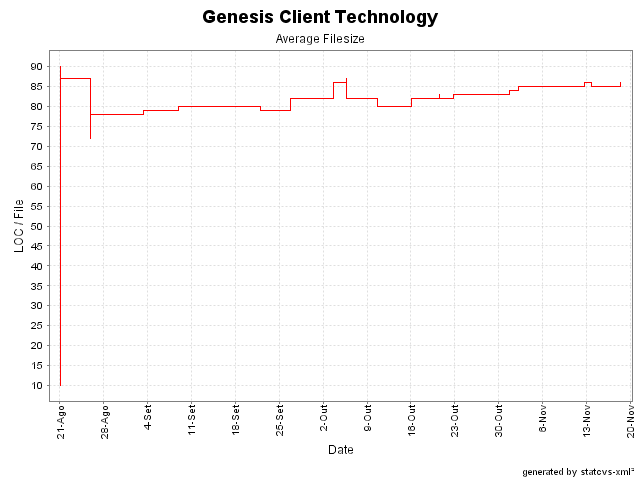 Genesis Client Technology
Average Filesize
90
85
80
75
70
65
60
55
50
45
40
35
30
25
20
15
10
LOC / File
21-Ago
28-Ago
4-Set
11-Set
18-Set
25-Set
2-Out
9-Out
16-Out
23-Out
30-Out
6-Nov
13-Nov
20-Nov
Date
generated by statcvs-xml²